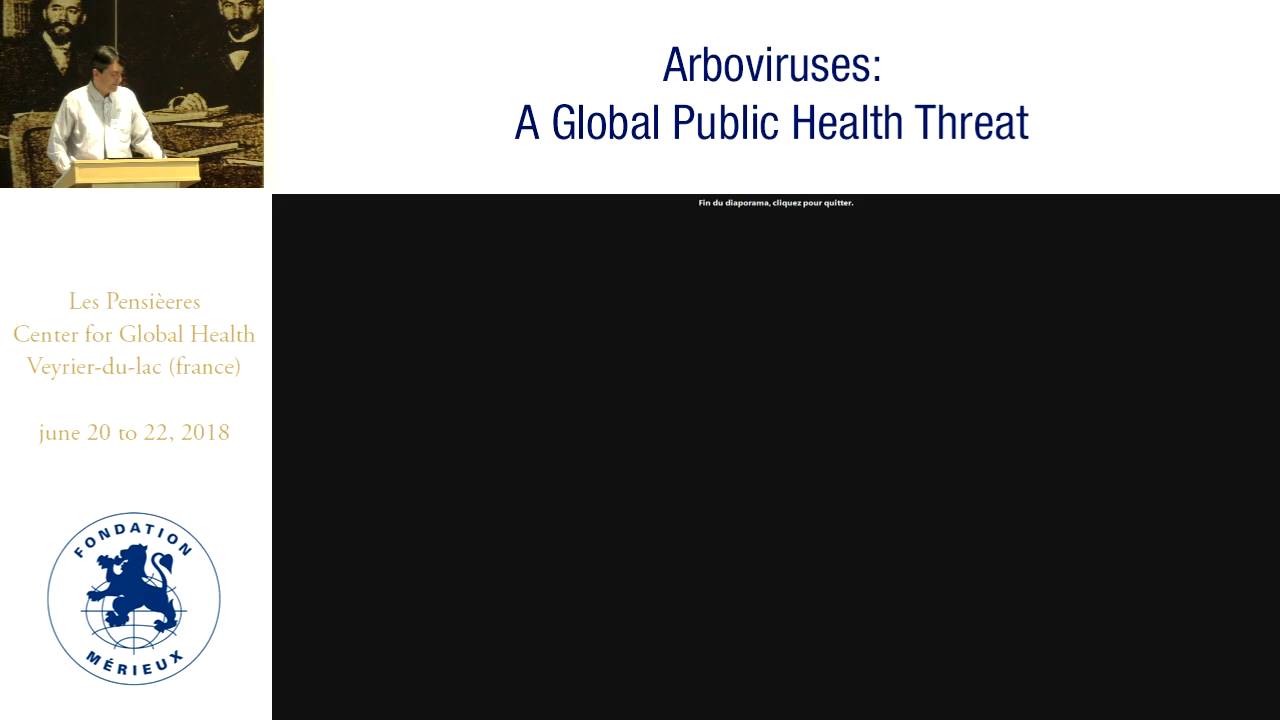 Arboviruses:
A Global Public Health Threat
Fin du diaporama, cliquez pour quitter.
Les Pensièeres
Center for Global Health
Veyrier-du-lac (france)
june 20 to 22, 2018
FONDATION
MÉRIEUX